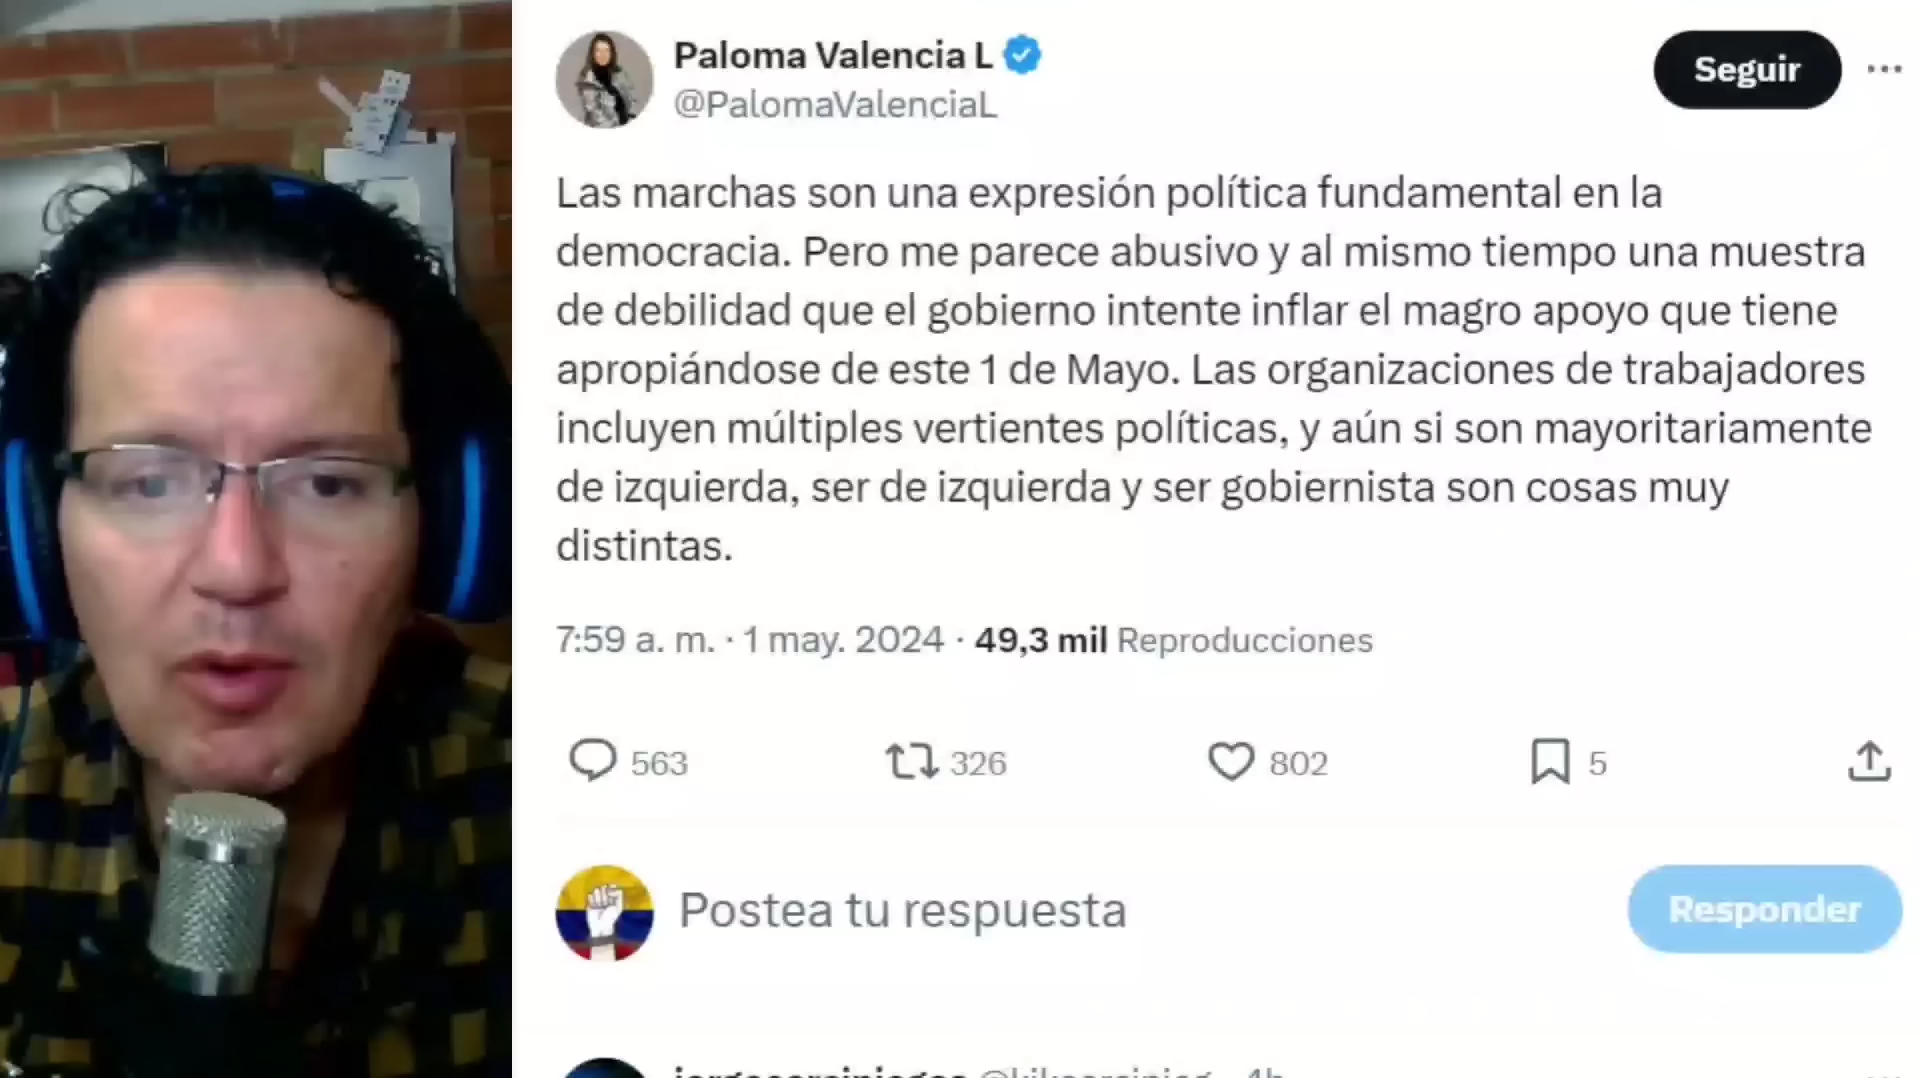 Paloma Valencia L
@PalomaValenciaL
Seguir
Las marchas son una expresión política fundamental en la
democracia. Pero me parece abusivo y al mismo tiempo una muestra
de debilidad que el gobierno intente inflar el magro apoyo que tiene
apropiándose de este 1 de Mayo. Las organizaciones de trabajadores
incluyen múltiples vertientes políticas, y aún si son mayoritariamente
de izquierda, ser de izquierda y ser gobiernista son cosas muy
distintas.
7:59 a. m. · 1 may. 2024 · 49,3 mil Reproducciones
563 326 802 5
Postea tu respuesta
Responder